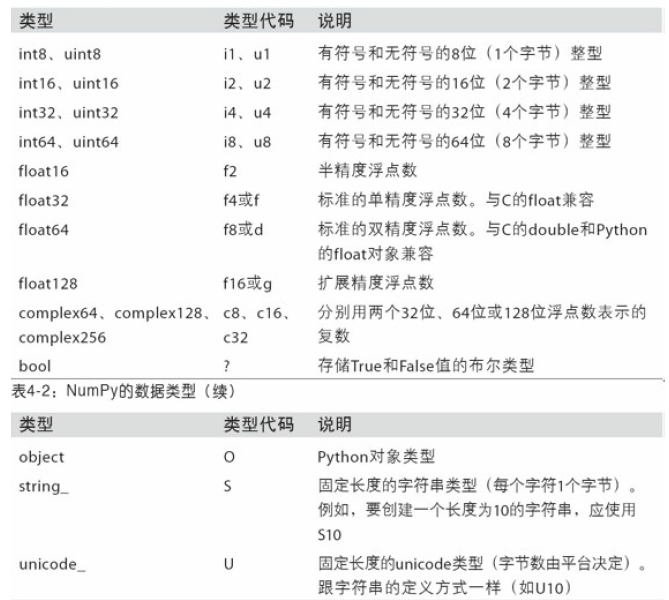 类型 类型代码 说明
int8、uint8 i1、u1 有符号和无符号的8位（1个字节）整型
int16、uint16 i2、u2 有符号和无符号的16位（2个字节）整型
int32、uint32 i4、u4 有符号和无符号的32位（4个字节）整型
int64、uint64 i8、u8 有符号和无符号的64位（8个字节）整型
float16 f2 半精度浮点数
float32 f4或f 标准的单精度浮点数。与C的float兼容
float64 f8或d 标准的双精度浮点数。与C的double和Python
的float对象兼容
float128 f16或g 扩展精度浮点数
complex64、complex128、 c8、c16、 分别用两个32位、64位或128位浮点数表示的
complex256 c32 复数
bool ? 存储True和False值的布尔类型
表4-2：NumPy的数据类型（续）
类型 类型代码 说明
object O Python对象类型
string_ S 固定长度的字符串类型（每个字符1个字节）。
例如，要创建一个长度为10的字符串，应使用
S10
unicode_ U 固定长度的unicode类型（字节数由平台决定）。
跟字符串的定义方式一样（如U10）